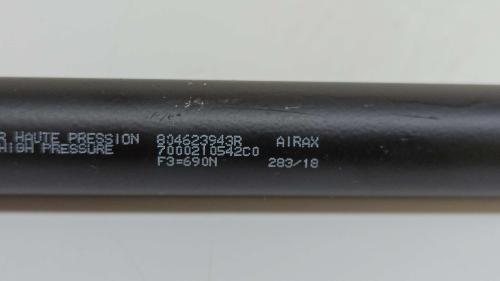 R HAUTE PRESSION 804623943R AIRAX
HIGH PRESSURE 7000210542C0
F3=690N 283/18